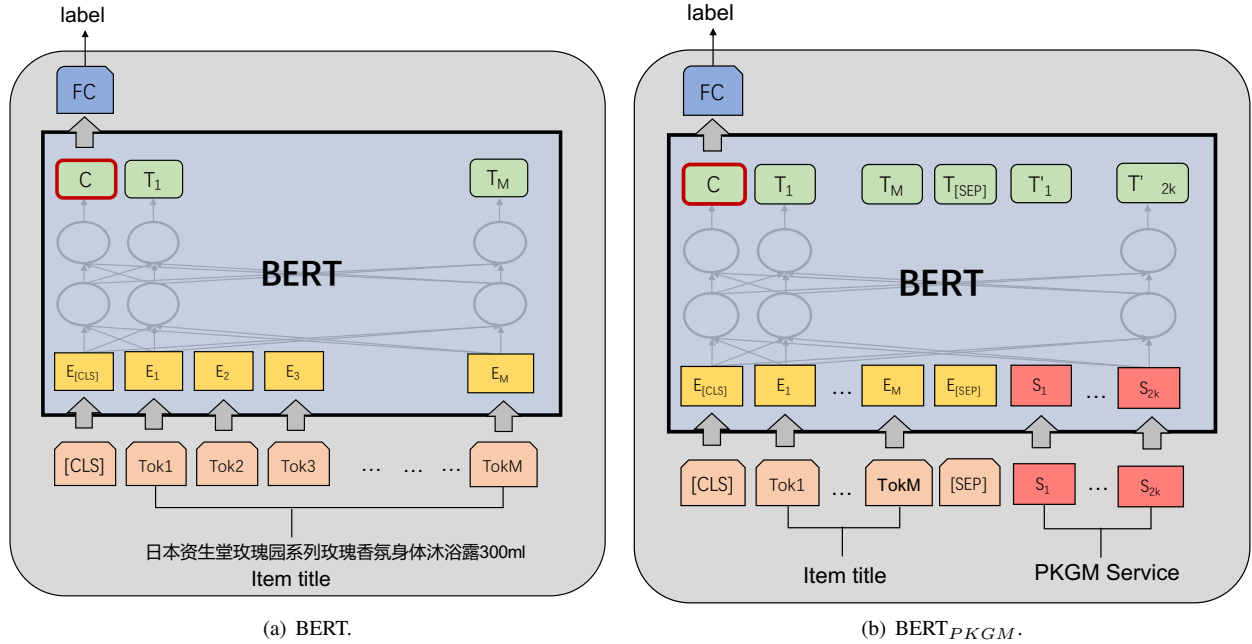 label
FC
C T1 TM
BERT
E[CLS] E1 E2 E3 EM
[CLS] Tok1 Tok2 Tok3 … … … TokM
日本资生堂玫瑰园系列玫瑰香氛身体沐浴露300ml
Item title
(a) BERT.
label
FC
C T1 TM T[SEP] T'1 T' 2k
BERT
E[CLS] E1 … EM E[SEP] S1 … S2k
[CLS] Tok1 … TokM [SEP] S1 … S2k
Item title PKGM Service
(b) BERTPKGM.